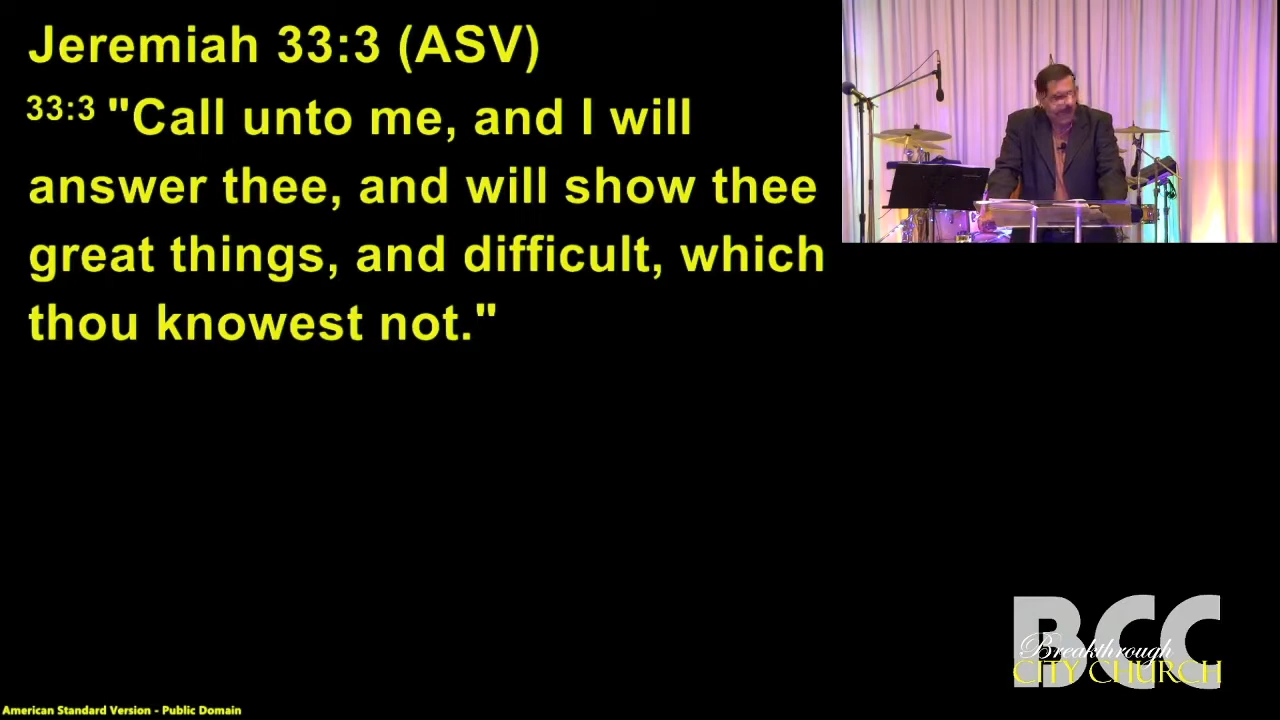 Jeremiah 33:3 (ASV)
33:3 "Call unto me, and I will
answer thee, and will show thee
great things, and difficult, which
thou knowest not."
BCC
Breakthrough
CITY CHURCH
American Standard Version - Public Domain